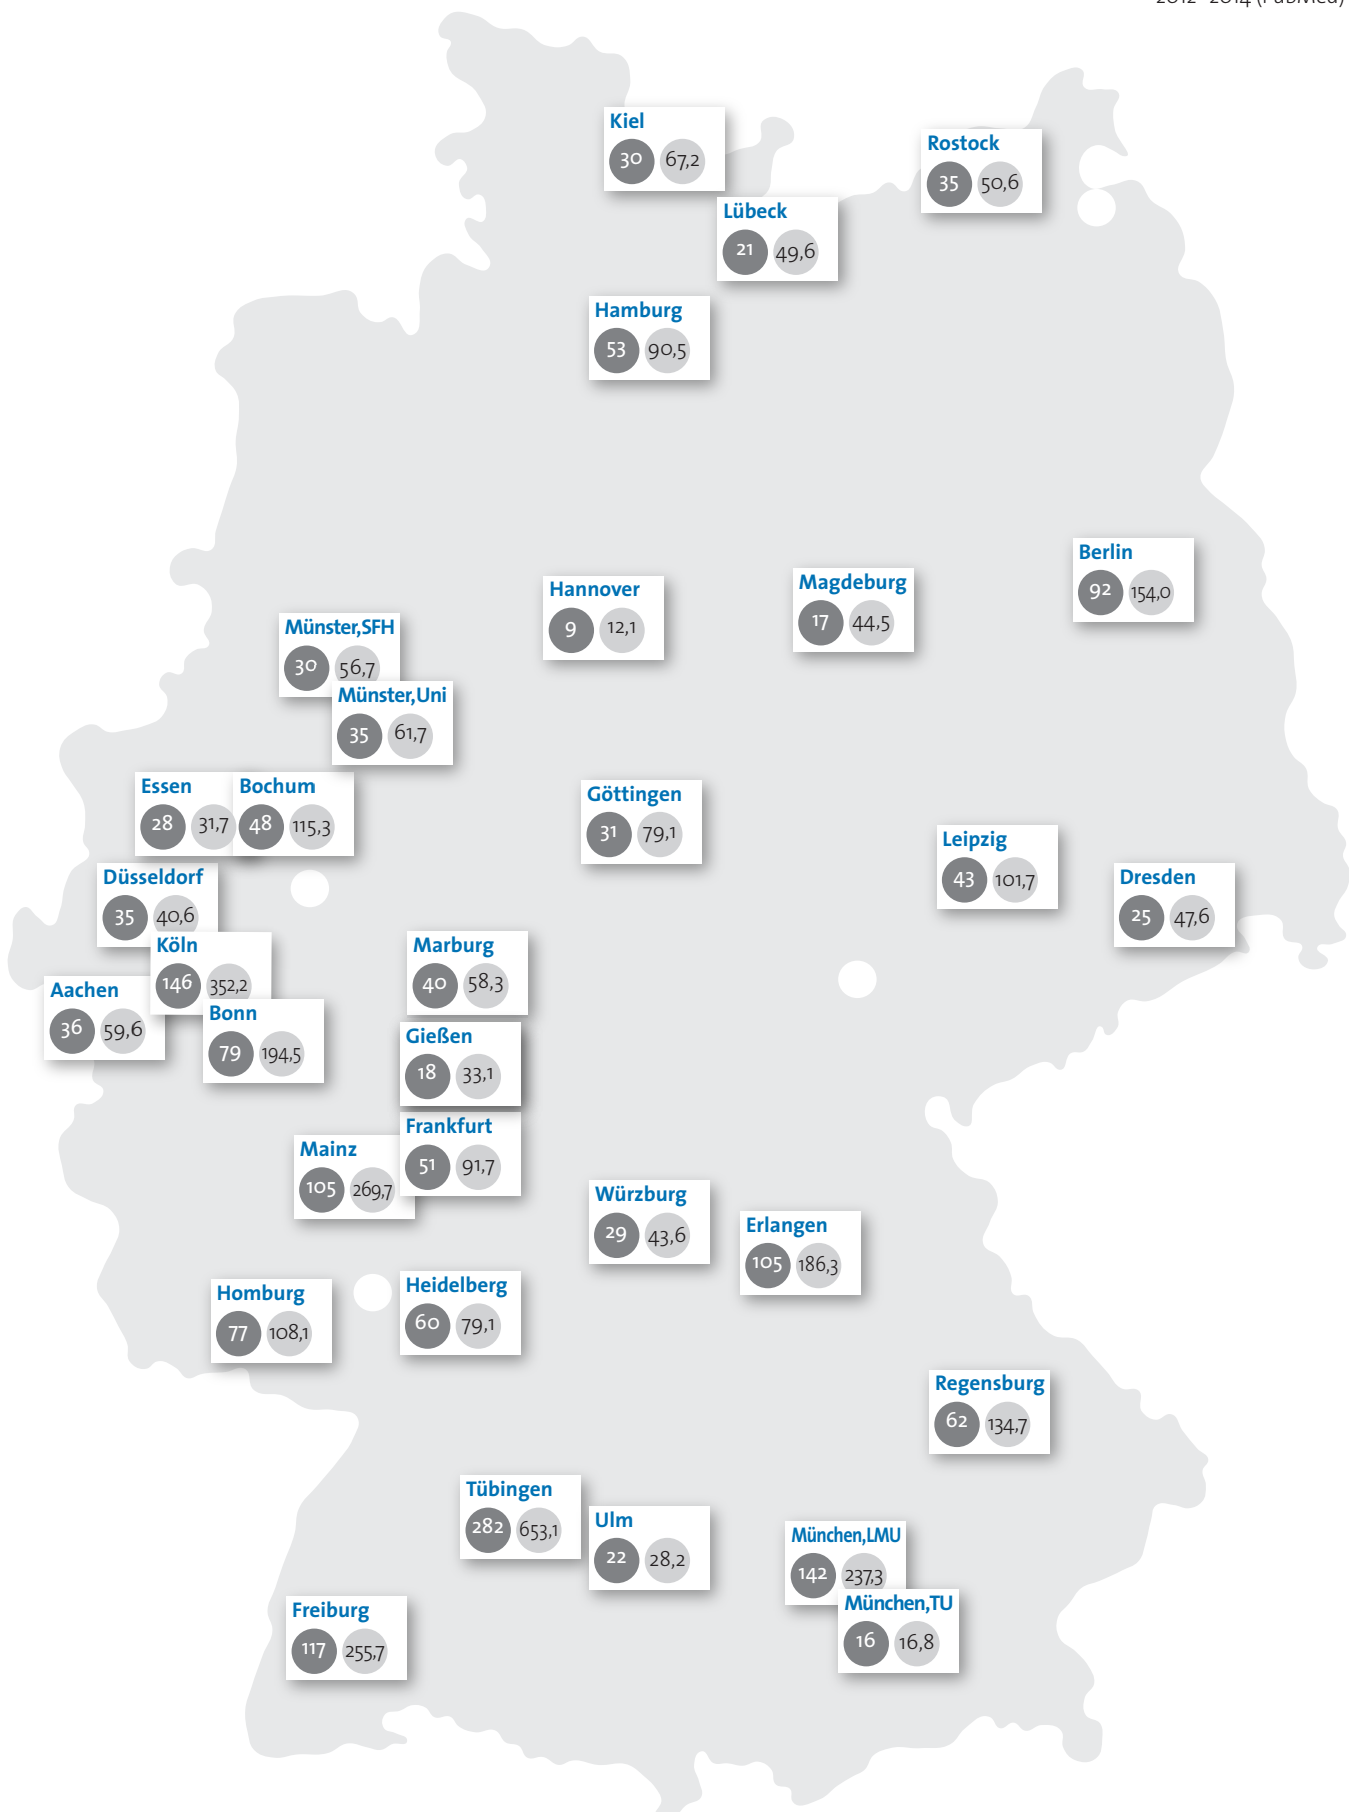 2012–2014 (PubMed)
Kiel
30 67,2
Rostock
35 50,6
Lübeck
21 49,6
Hamburg
53 90,5
Berlin
92 154,0
Magdeburg
17 44,5
Hannover
9 12,1
Münster,SFH
30 56,7
Münster,Uni
35 61,7
Essen
28 31,7
Bochum
48 115,3
Göttingen
31 79,1
Leipzig
43 101,7
Dresden
25 47,6
Düsseldorf
35 40,6
Köln
146 352,2
Marburg
40 58,3
Aachen
36 59,6
Bonn
79 194,5
Gießen
18 33,1
Frankfurt
51 91,7
Mainz
105 269,7
Würzburg
29 43,6
Erlangen
105 186,3
Homburg
77 108,1
Heidelberg
60 79,1
Regensburg
62 134,7
Tübingen
282 653,1
Ulm
22 28,2
München,LMU
142 237,3
München,TU
16 16,8
Freiburg
117 255,7